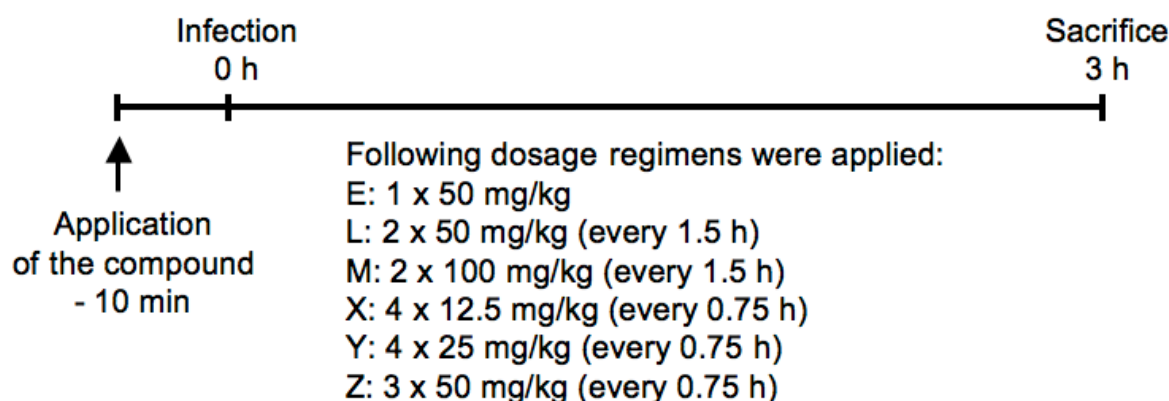 Infection
0 h
Sacrifice
3 h
Application
of the compound
- 10 min
Following dosage regimens were applied:
E: 1 x 50 mg/kg
L: 2 x 50 mg/kg (every 1.5 h)
M: 2 x 100 mg/kg (every 1.5 h)
X: 4 x 12.5 mg/kg (every 0.75 h)
Y: 4 x 25 mg/kg (every 0.75 h)
Z: 3 x 50 mg/kg (every 0.75 h)